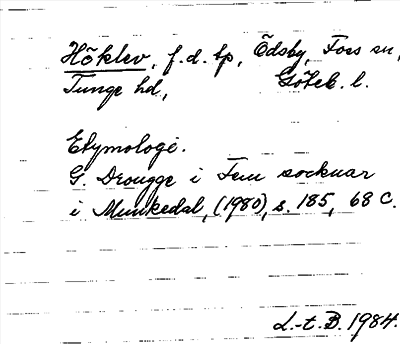 Höklev, f.d. tp, Ödsby, Foss sn,
Tunge hd, Göteb. l.
Etymologi.
G. Drougge i Fem socknar
i Munkedal, (1980), s. 185, 68 C.
L-t. B. 1984.